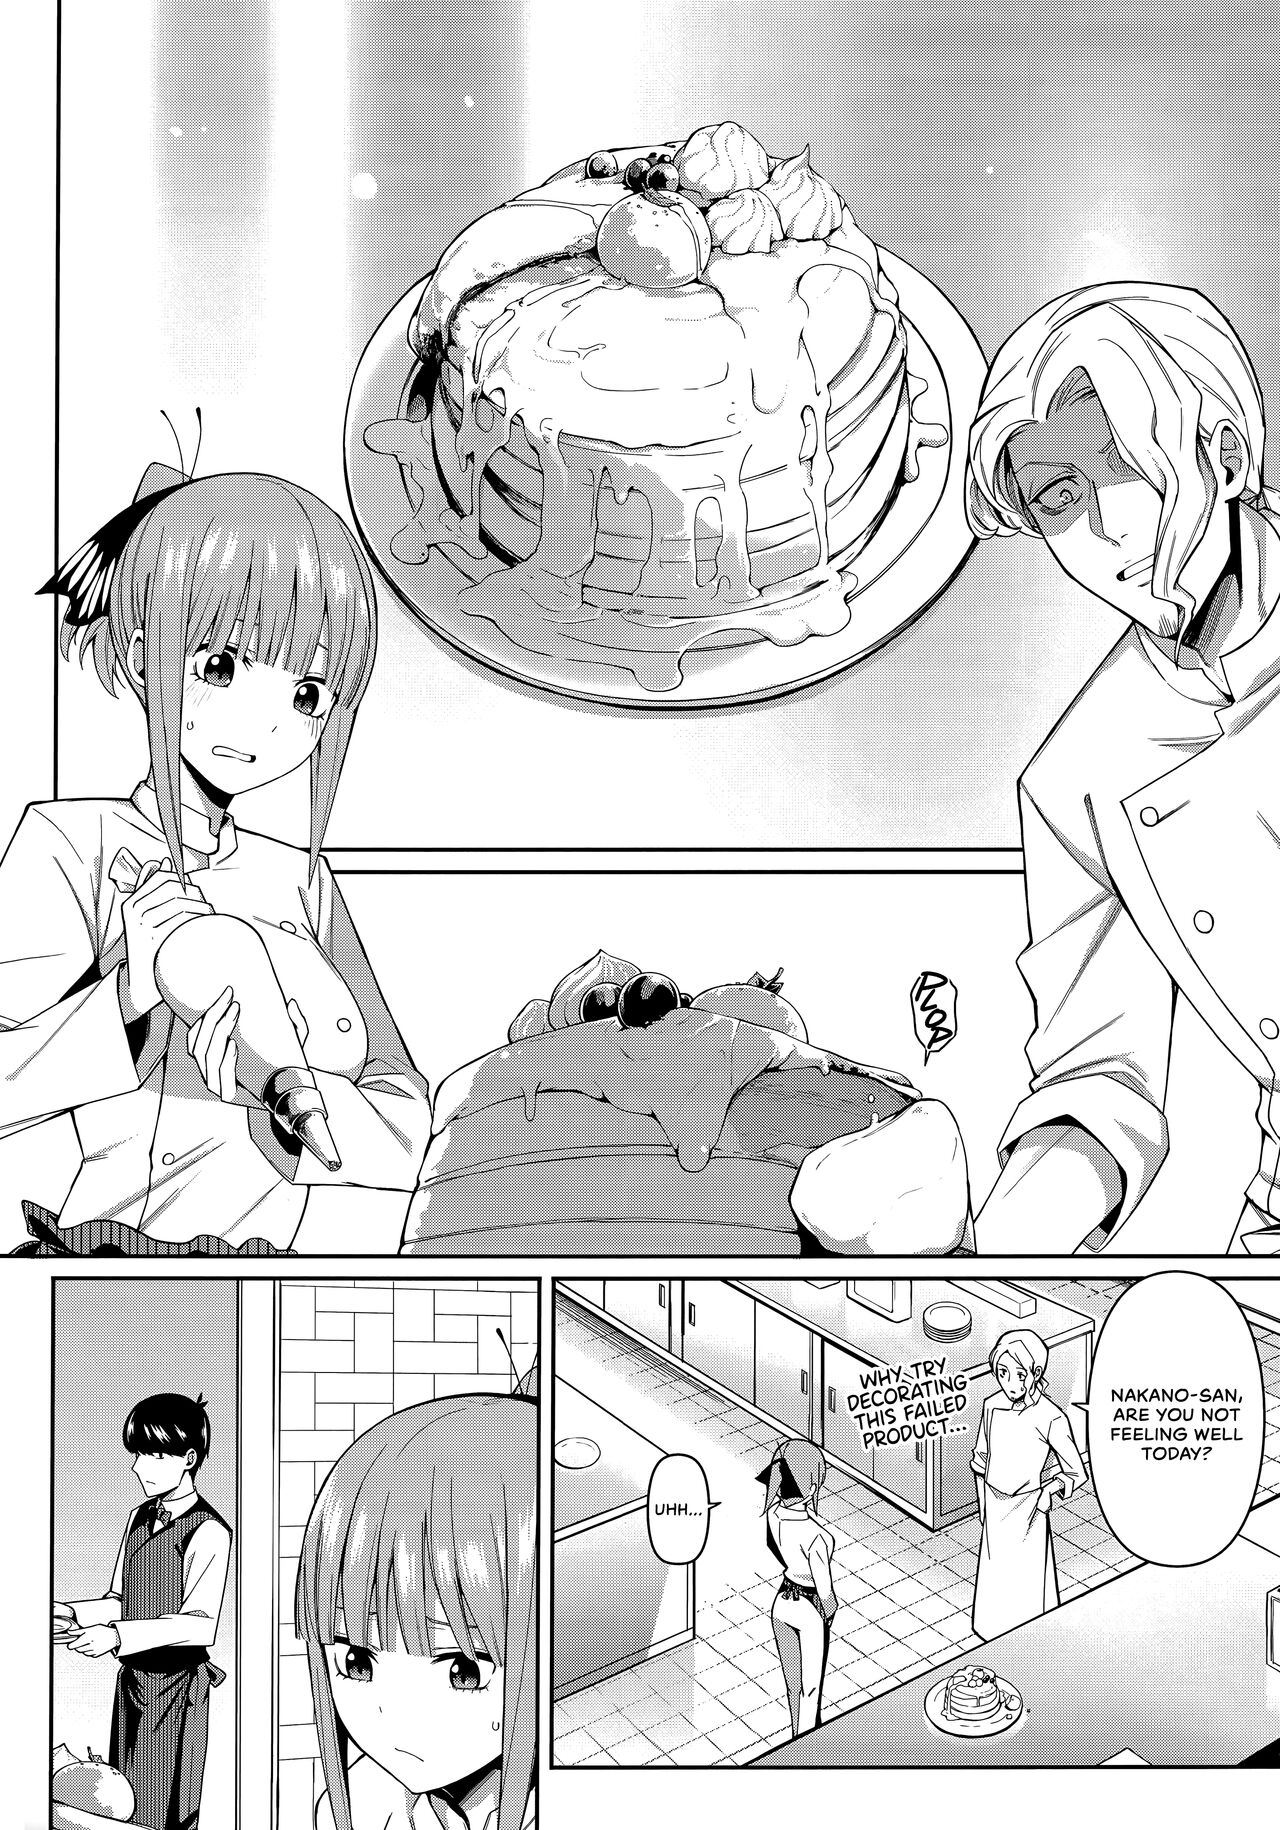 PLOP
NAKANO-SAN,
ARE YOU NOT
FEELING WELL
TODAY?
WHY TRY
DECORATING
THIS FAILED
PRODUCT...
UHH...